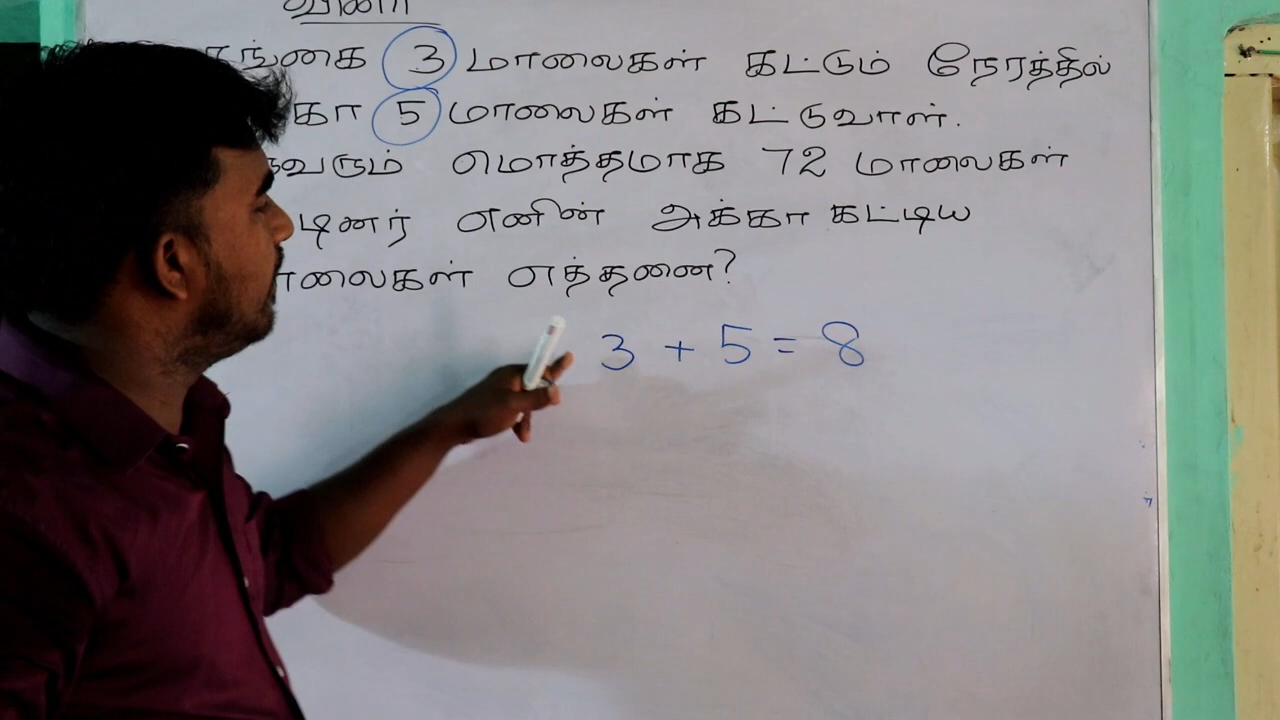 வினா
தங்கை 3 மாலைகள் கட்டும் நேரத்தில்
கா 5 மாலைகள் கட்டுவாள்.
வரும் மொத்தமாக 72 மாலைகள்
டினர் எனின் அக்கா கட்டிய
மாலைகள் எத்தனை?
3 + 5 = 8